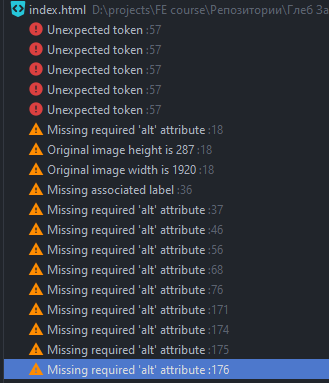 index.html D:\projects\FE course\Репозитории\Глеб За
Unexpected token :57
Unexpected token :57
Unexpected token :57
Unexpected token :57
Unexpected token :57
Missing required 'alt' attribute :18
Original image height is 287 :18
Original image width is 1920 :18
Missing associated label :36
Missing required 'alt' attribute :37
Missing required 'alt' attribute :46
Missing required 'alt' attribute :56
Missing required 'alt' attribute :68
Missing required 'alt' attribute :76
Missing required 'alt' attribute :171
Missing required 'alt' attribute :174
Missing required 'alt' attribute :175
Missing required 'alt' attribute :176